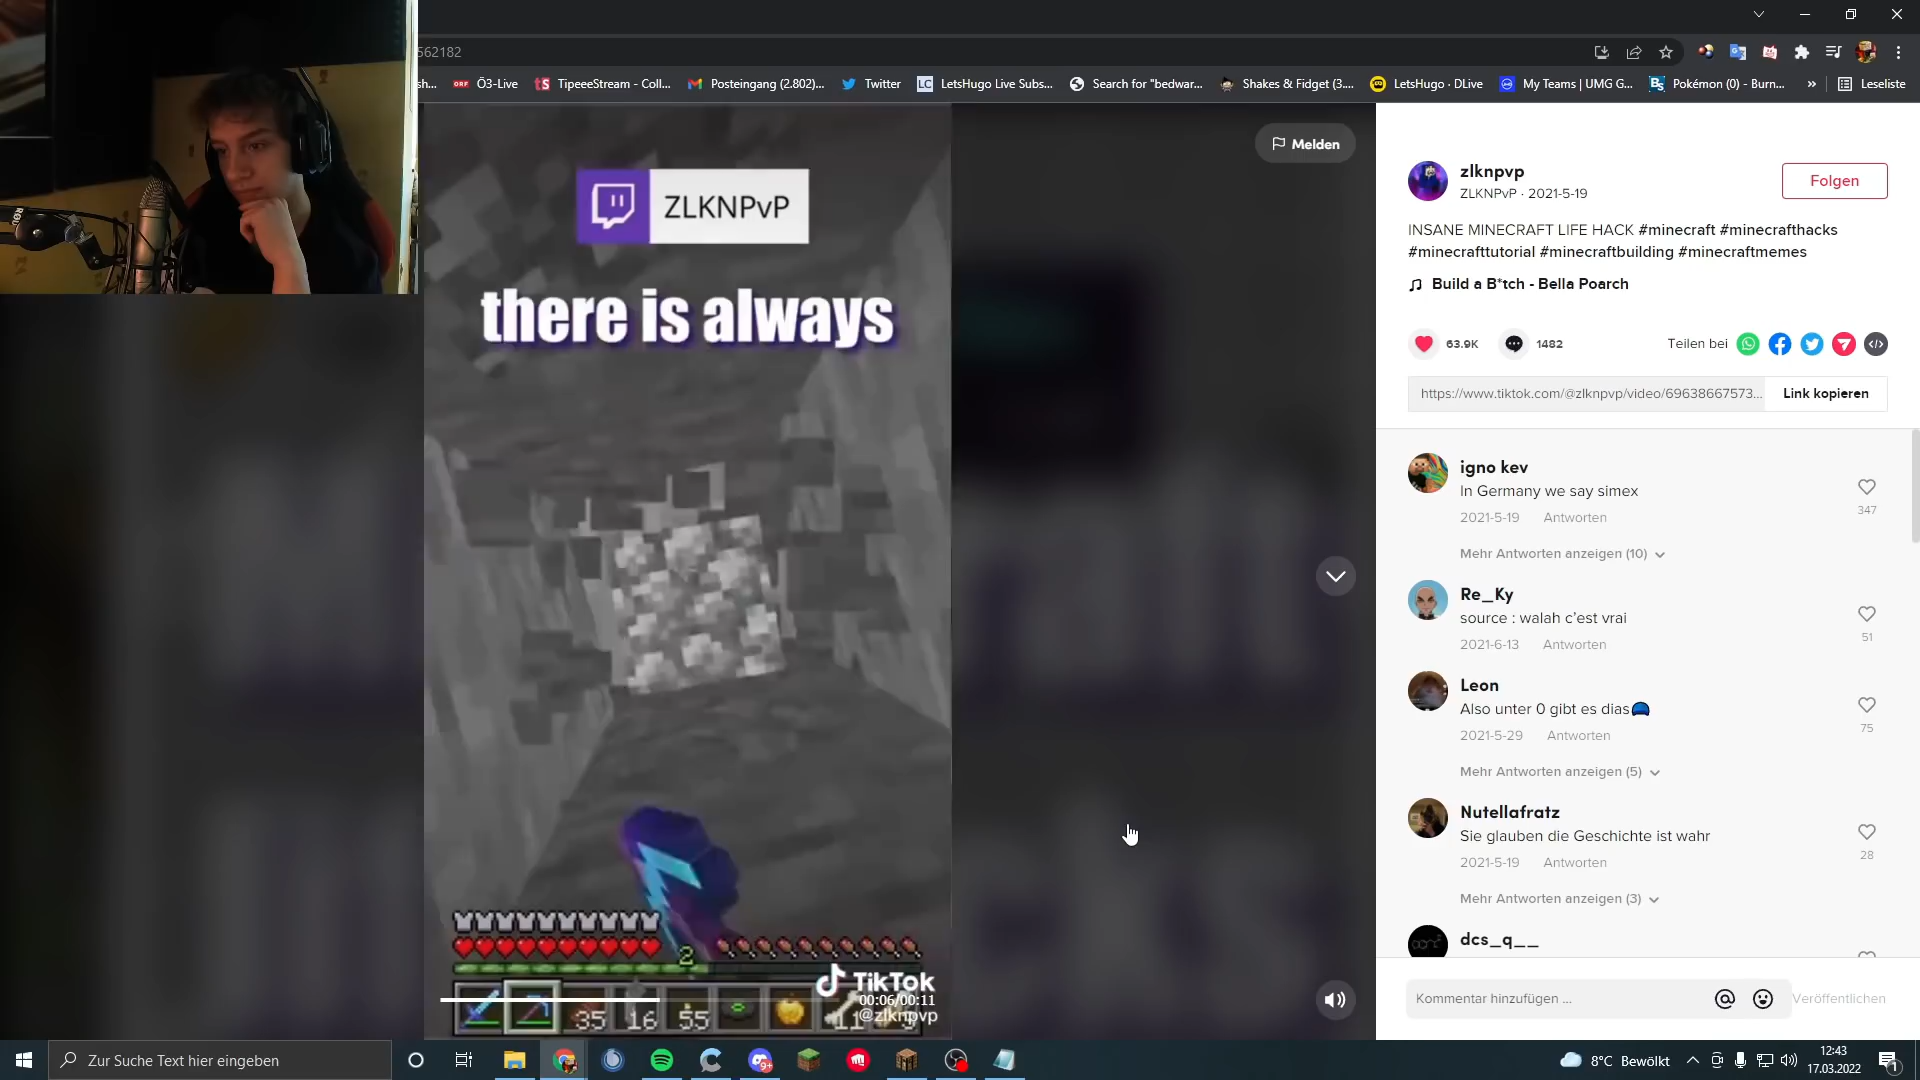 562182
sh...
Ö3-Live
TipeeeStream - Coll...
Posteingang (2.802)...
Twitter
LetsHugo Live Subs...
Search for "bedwar...
Shakes & Fidget (3....
LetsHugo · DLive
My Teams | UMG G...
Pokémon (0) - Burn...
»
Leseliste
Melden
ZLKNPvP
there is always
2
35
16
55
11
TikTok
00:06/00:11
@zlknpvp
zlknpvp
ZLKNPvP · 2021-5-19
Folgen
INSANE MINECRAFT LIFE HACK #minecraft #minecrafthacks
#minecrafttutorial #minecraftbuilding #minecraftmemes
Build a B*tch - Bella Poarch
63.9K
1482
Teilen bei
https://www.tiktok.com/@zlknpvp/video/69638667573...
Link kopieren
igno kev
In Germany we say simex
2021-5-19 Antworten
347
Mehr Antworten anzeigen (10)
Re_Ky
source : walah c'est vrai
2021-6-13 Antworten
51
Leon
Also unter 0 gibt es dias
2021-5-29 Antworten
75
Mehr Antworten anzeigen (5)
Nutellafratz
Sie glauben die Geschichte ist wahr
2021-5-19 Antworten
28
Mehr Antworten anzeigen (3)
dcs_q__
Kommentar hinzufügen ...
Veröffentlichen
Zur Suche Text hier eingeben
8°C Bewölkt
12:43
17.03.2022